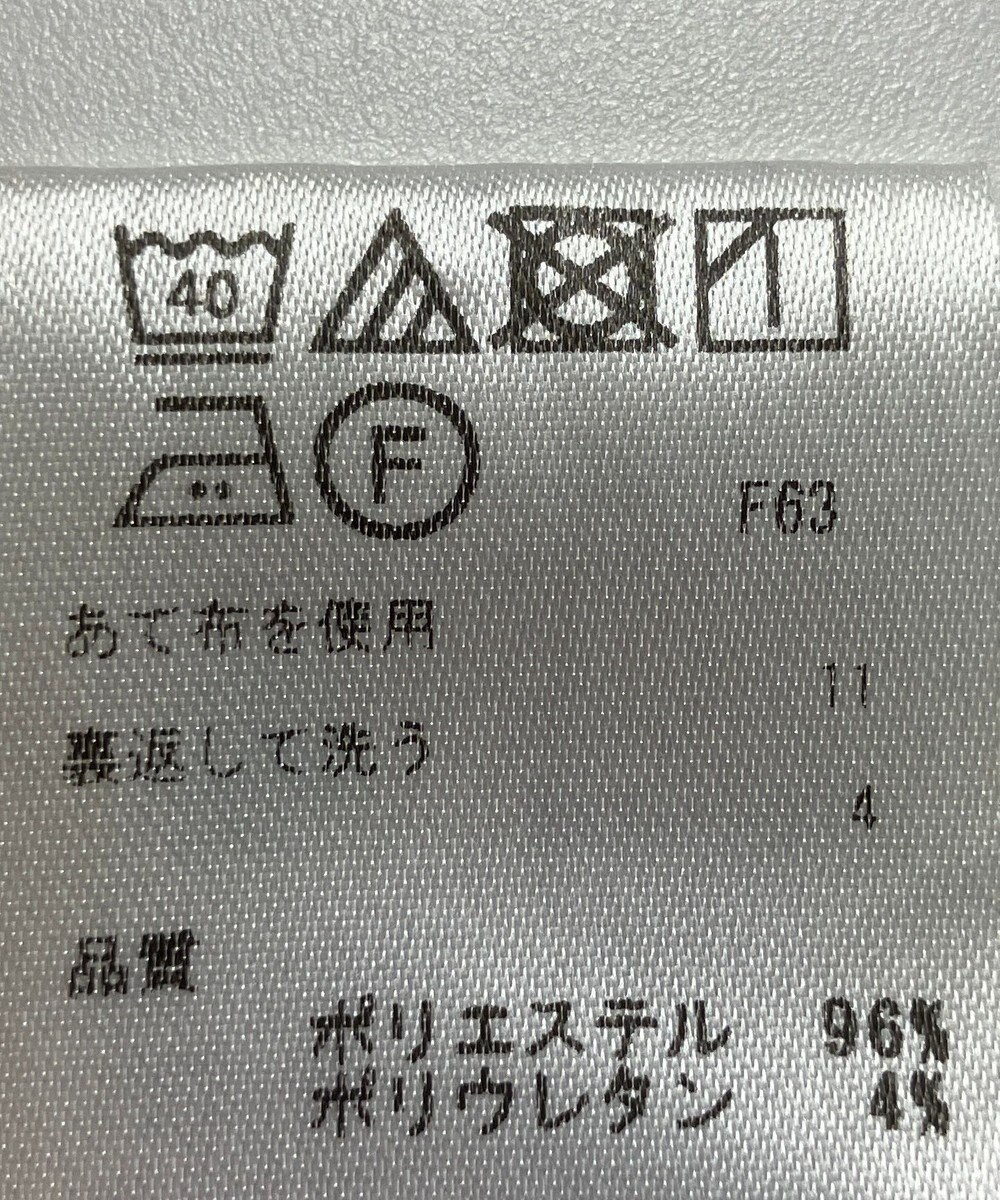 40
F
F63
あて布を使用
11
裏返して洗う
4
品質
ポリエステル 96%
ポリウレタン 4%